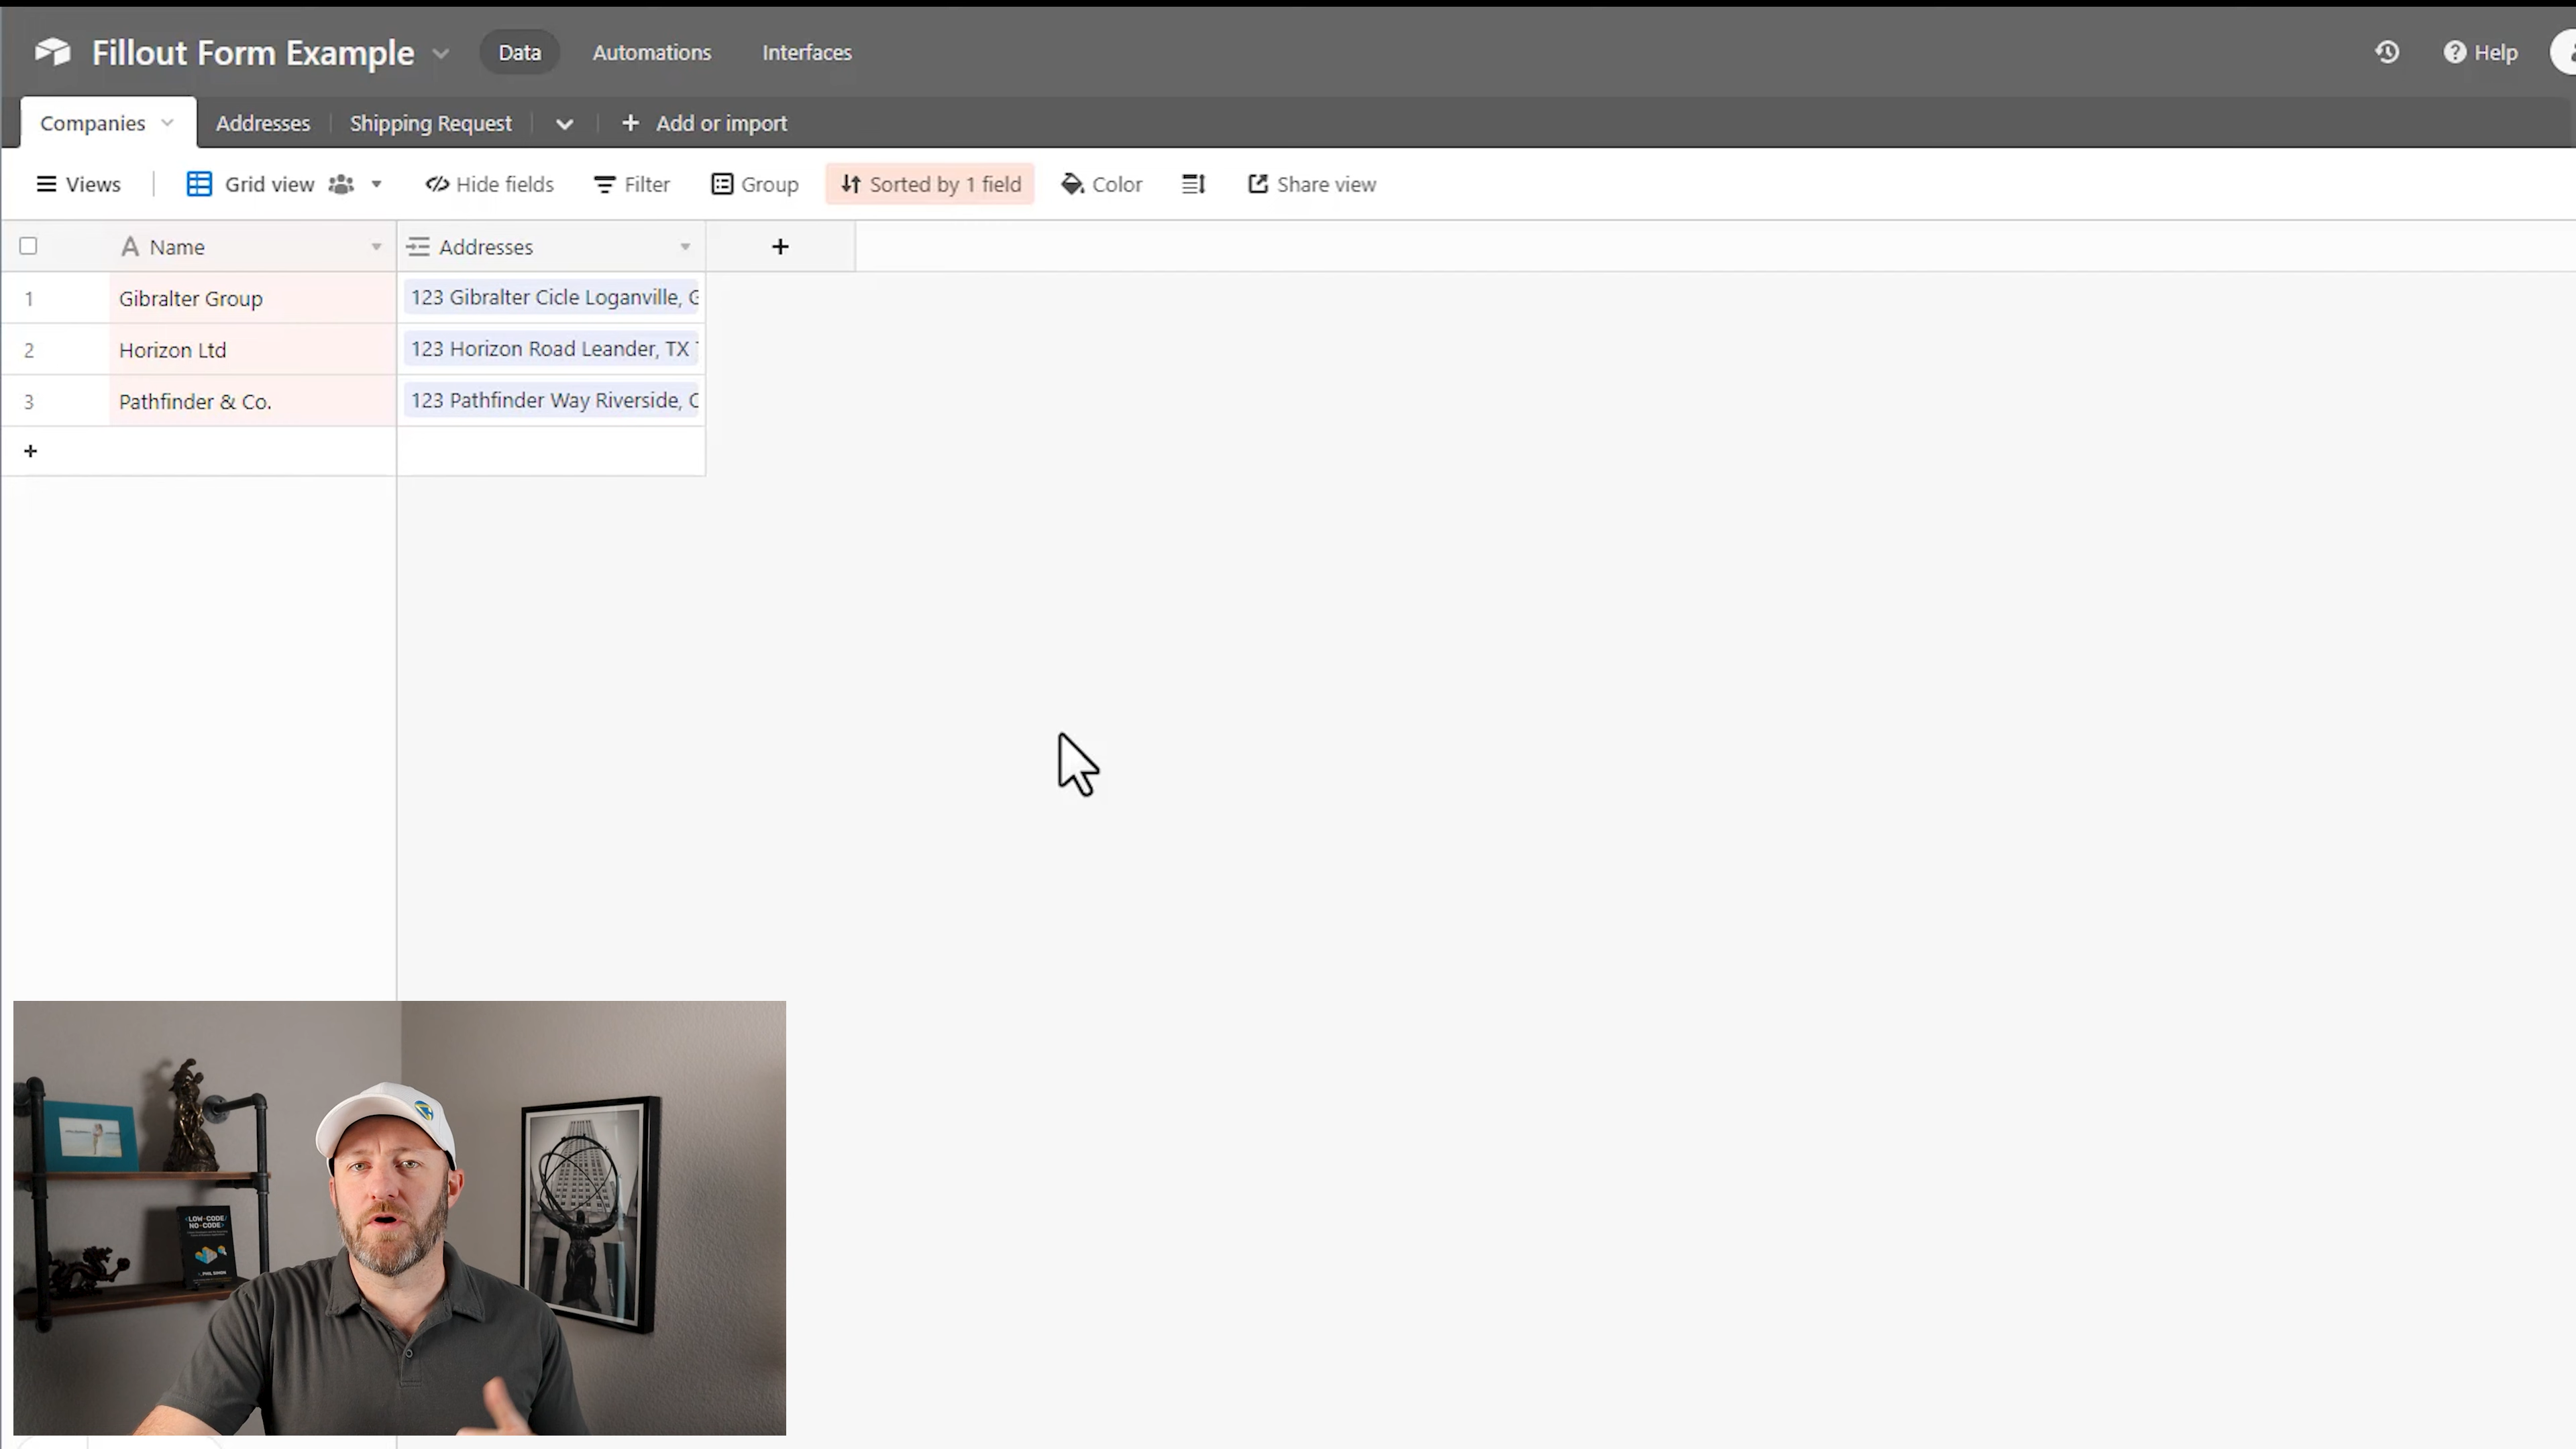 Fillout Form Example Data Automations Interfaces Help
Companies Addresses Shipping Request Add or import
Views Grid view Hide fields Filter Group Sorted by 1 field Color Share view
Name Addresses
1 Gibralter Group 123 Gibralter Cicle Loganville, G
2 Horizon Ltd 123 Horizon Road Leander, TX
3 Pathfinder & Co. 123 Pathfinder Way Riverside, C
<LOW-CODE/
NO-CODE>
PHIL SIMON